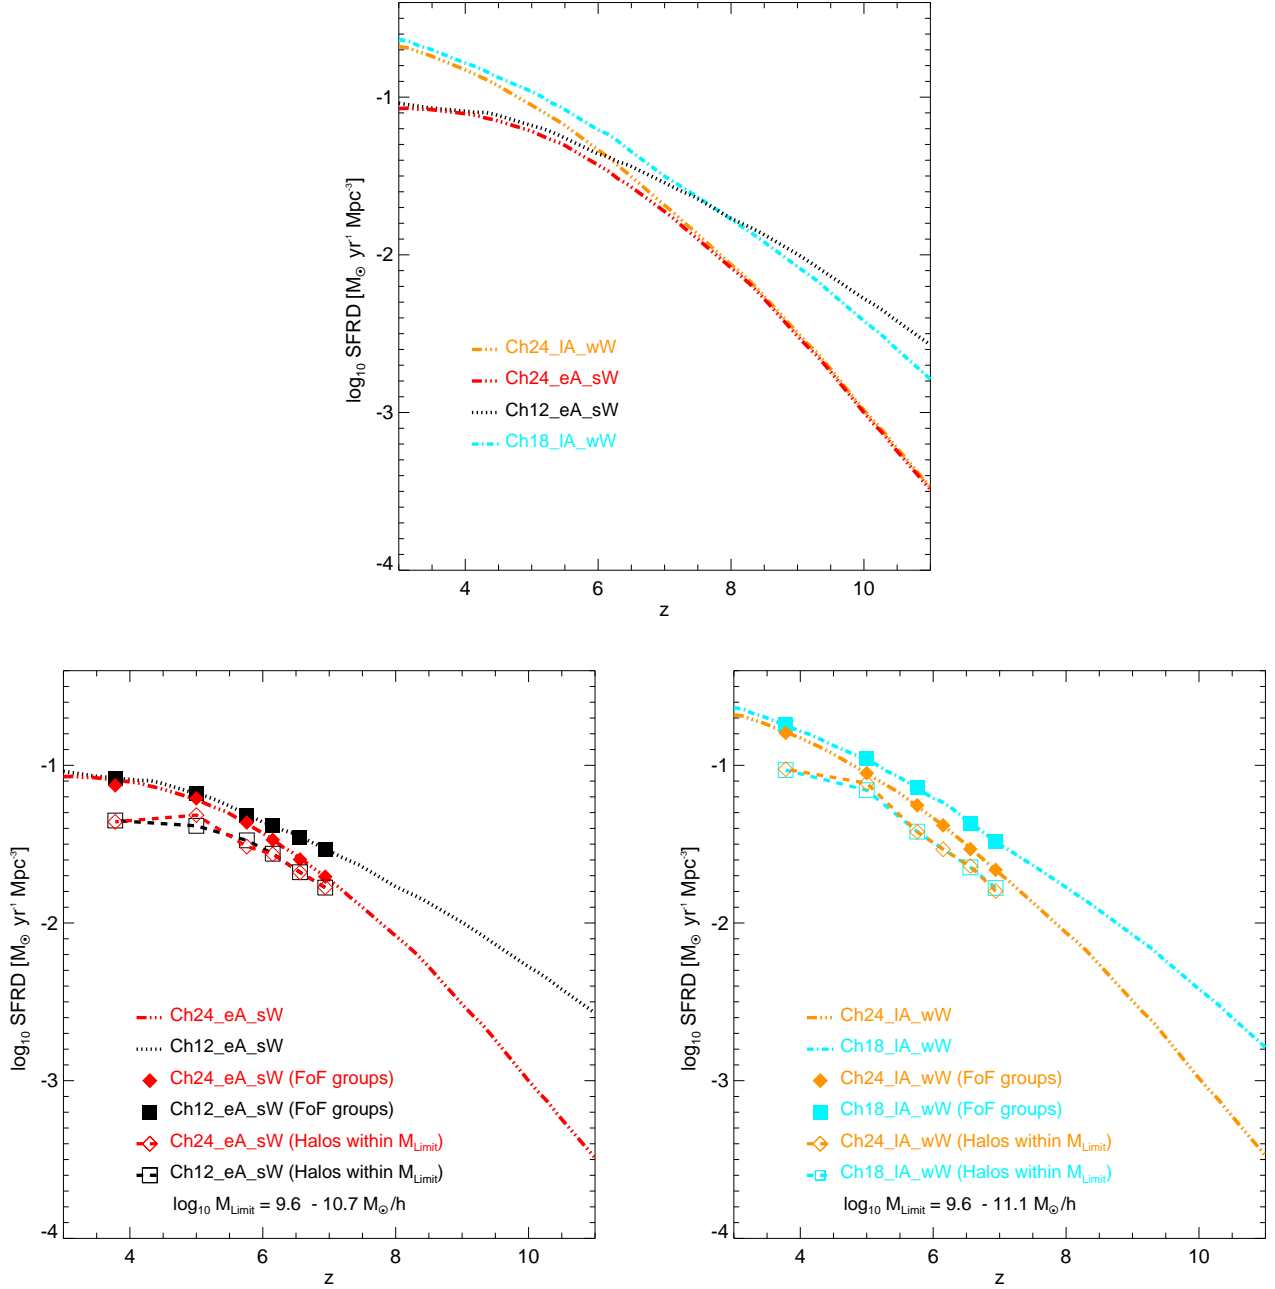 -1
-2
-3
-4
log10 SFRD [M⊙ yr-1 Mpc-3]
Ch24_lA_wW
Ch24_eA_sW
Ch12_eA_sW
Ch18_lA_wW
4 6 8 10
z
-1
-2
-3
-4
log10 SFRD [M⊙ yr-1 Mpc-3]
Ch24_eA_sW
Ch12_eA_sW
Ch24_eA_sW (FoF groups)
Ch12_eA_sW (FoF groups)
Ch24_eA_sW (Halos within MLimit)
Ch12_eA_sW (Halos within MLimit)
log10 MLimit = 9.6 - 10.7 M⊙/h
4 6 8 10
z
-1
-2
-3
-4
log10 SFRD [M⊙ yr-1 Mpc-3]
Ch24_lA_wW
Ch18_lA_wW
Ch24_lA_wW (FoF groups)
Ch18_lA_wW (FoF groups)
Ch24_lA_wW (Halos within MLimit)
Ch18_lA_wW (Halos within MLimit)
log10 MLimit = 9.6 - 11.1 M⊙/h
4 6 8 10
z